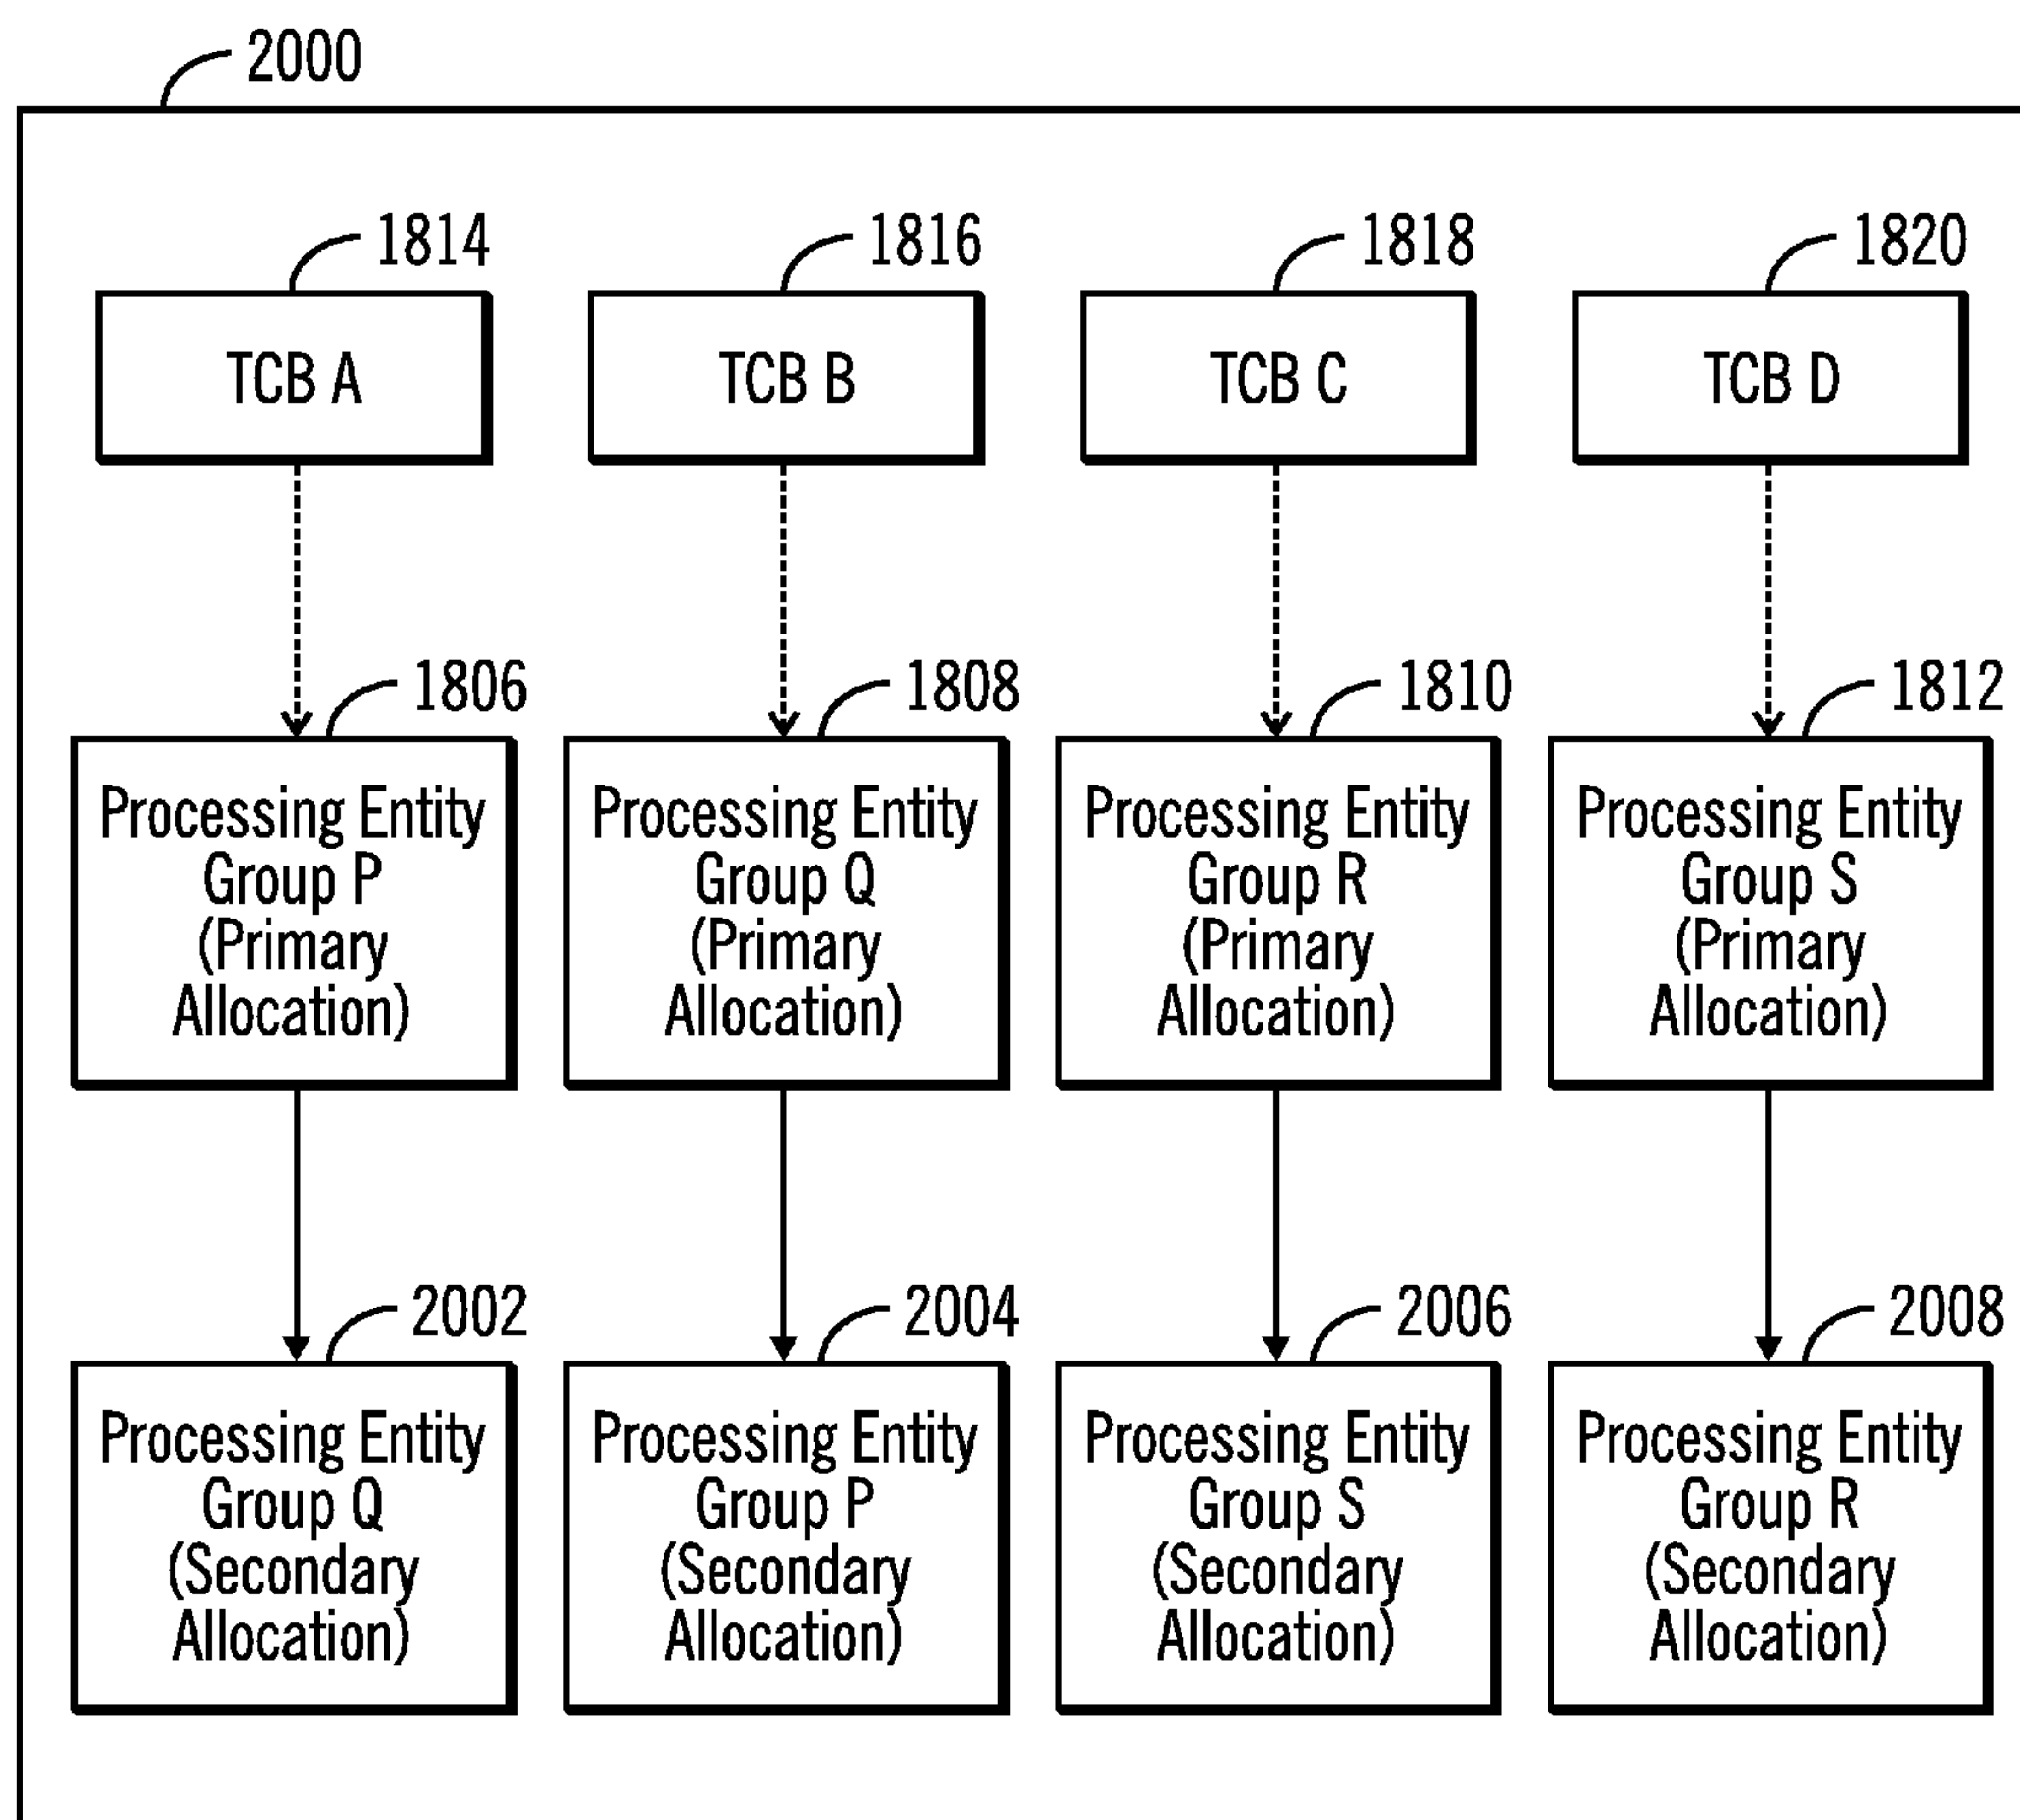 2000
1814
1816
1818
1820
TCB A
TCB B
TCB C
TCB D
1806
1808
1810
1812
Processing Entity
Group P
(Primary
Allocation)
Processing Entity
Group Q
(Primary
Allocation)
Processing Entity
Group R
(Primary
Allocation)
Processing Entity
Group S
(Primary
Allocation)
2002
2004
2006
2008
Processing Entity
Group Q
(Secondary
Allocation)
Processing Entity
Group P
(Secondary
Allocation)
Processing Entity
Group S
(Secondary
Allocation)
Processing Entity
Group R
(Secondary
Allocation)